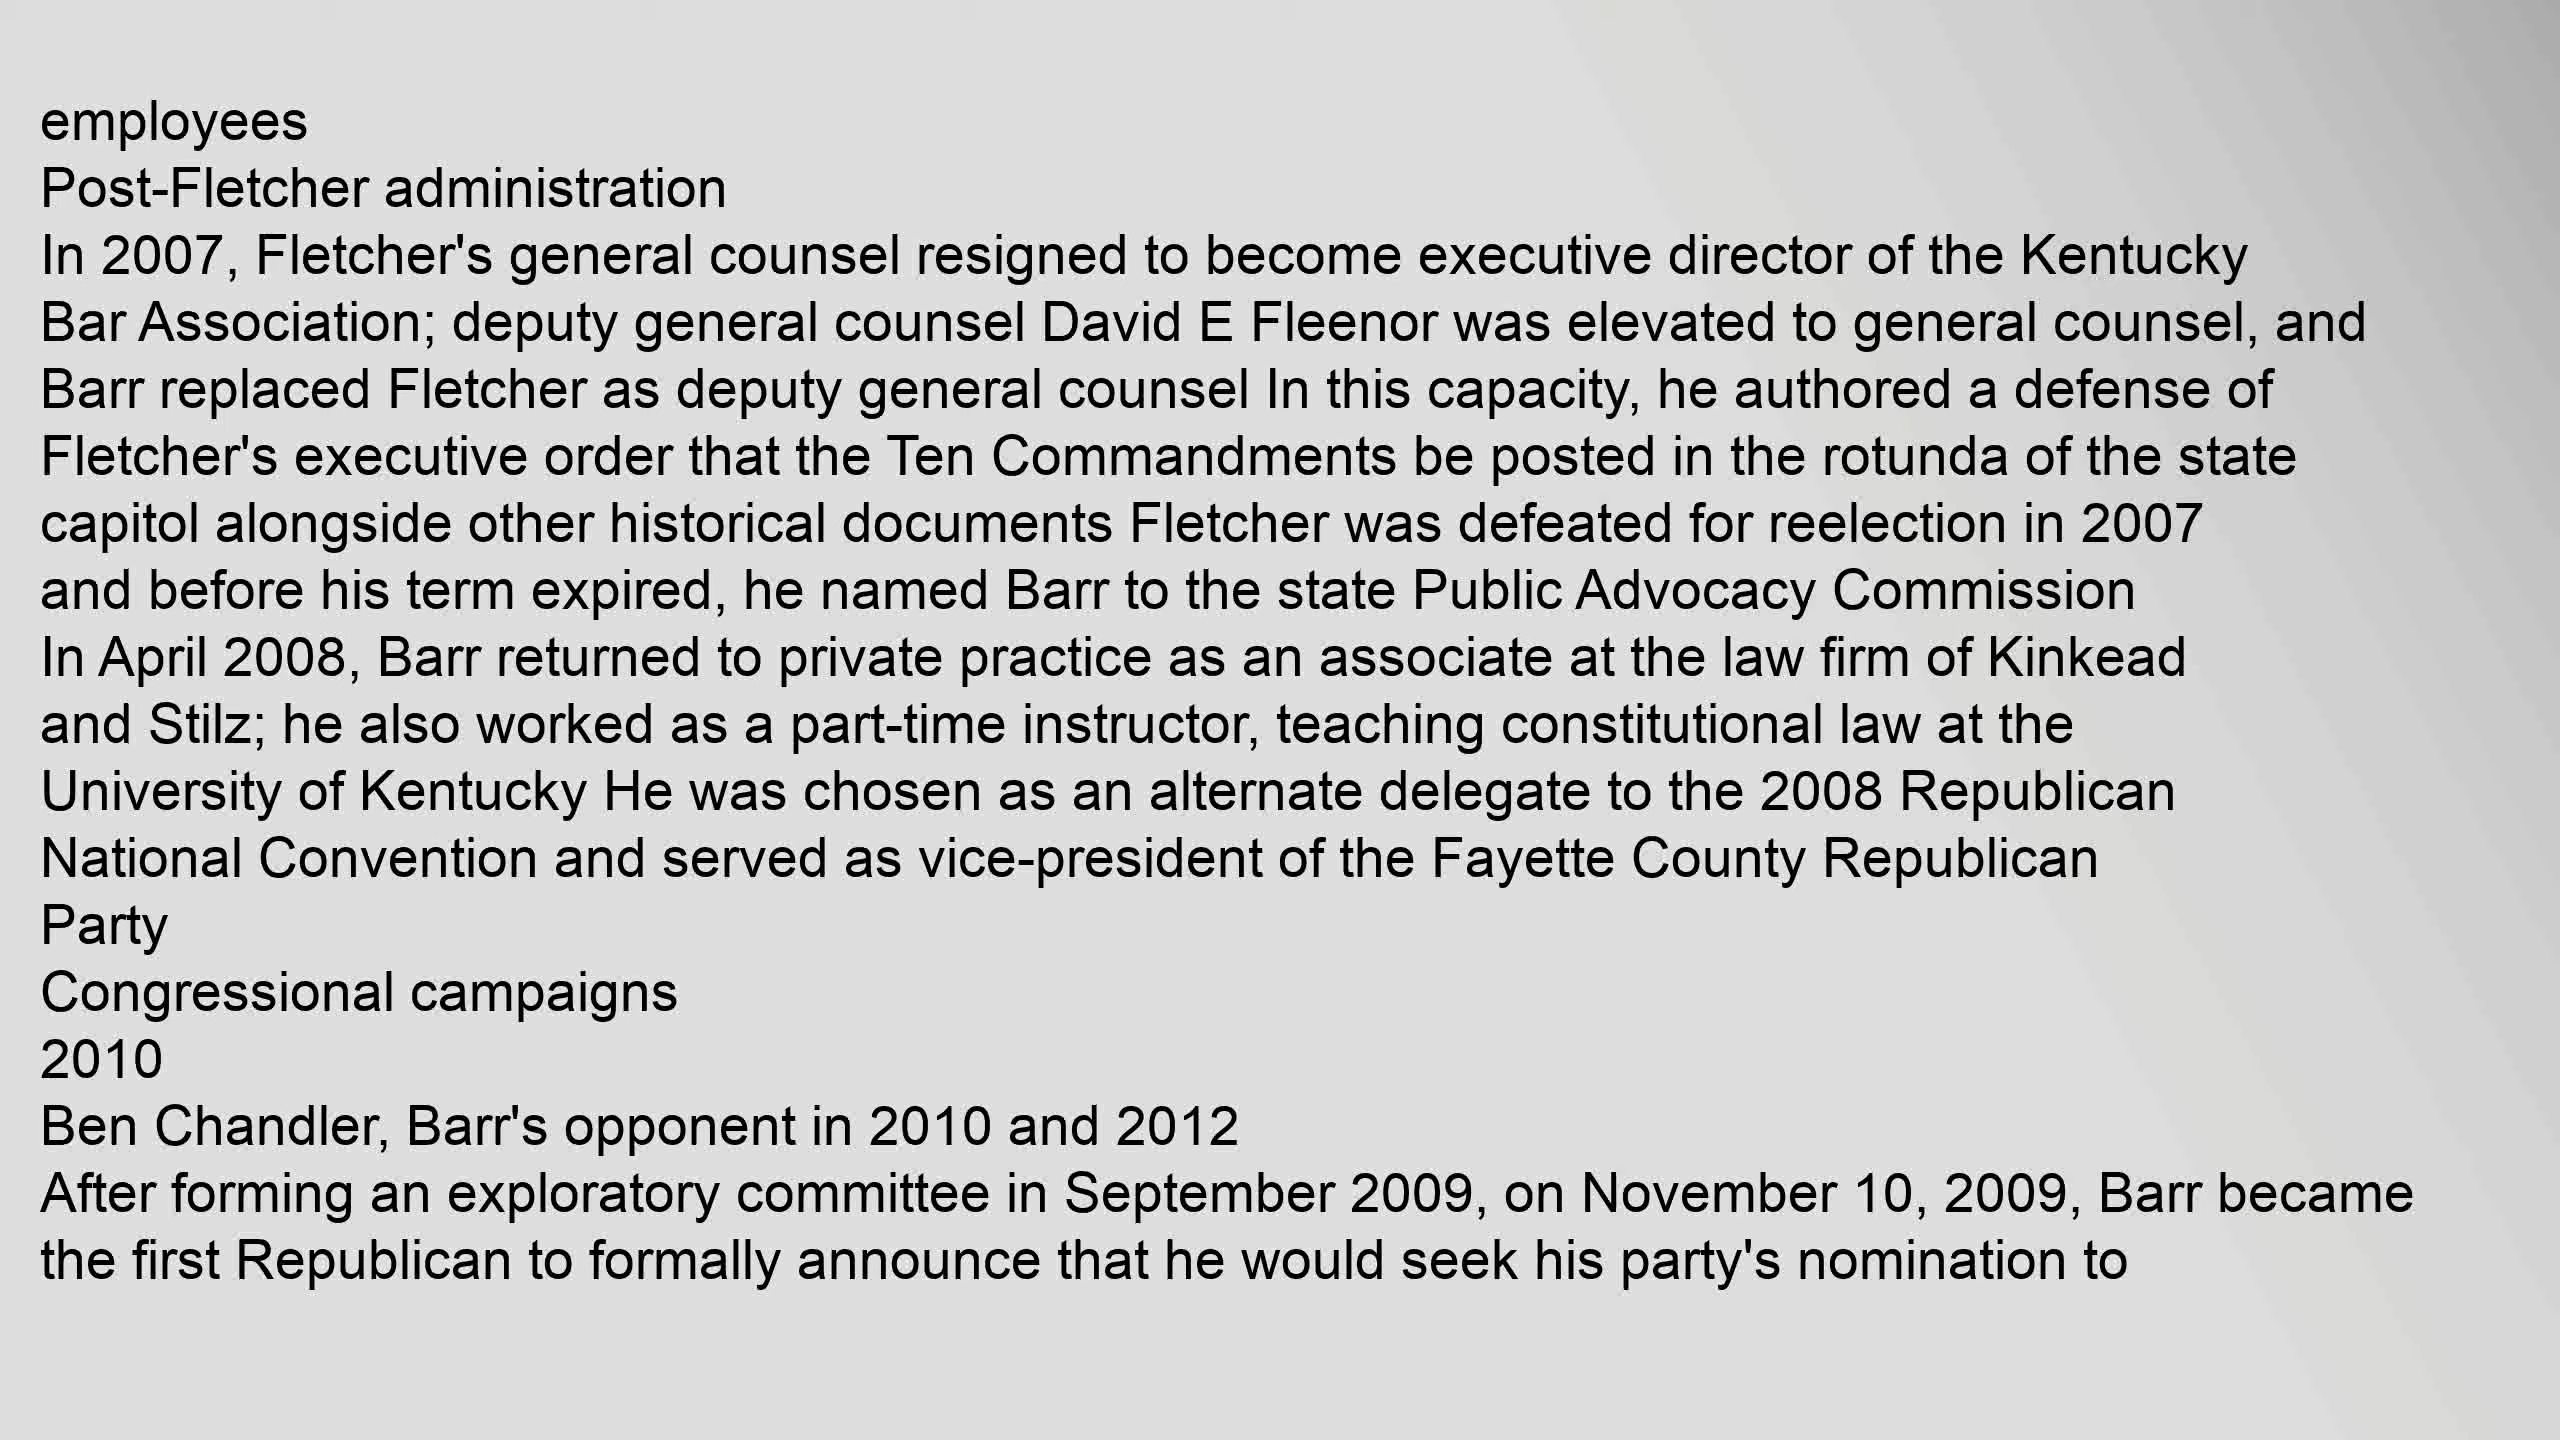 employees
Post-Fletcher administration
In 2007, Fletcher's general counsel resigned to become executive director of the Kentucky
Bar Association; deputy general counsel David E Fleenor was elevated to general counsel, and
Barr replaced Fletcher as deputy general counsel In this capacity, he authored a defense of
Fletcher's executive order that the Ten Commandments be posted in the rotunda of the state
capitol alongside other historical documents Fletcher was defeated for reelection in 2007
and before his term expired, he named Barr to the state Public Advocacy Commission
In April 2008, Barr returned to private practice as an associate at the law firm of Kinkead
and Stilz; he also worked as a part-time instructor, teaching constitutional law at the
University of Kentucky He was chosen as an alternate delegate to the 2008 Republican
National Convention and served as vice-president of the Fayette County Republican
Party
Congressional campaigns
2010
Ben Chandler, Barr's opponent in 2010 and 2012
After forming an exploratory committee in September 2009, on November 10, 2009, Barr became
the first Republican to formally announce that he would seek his party's nomination to